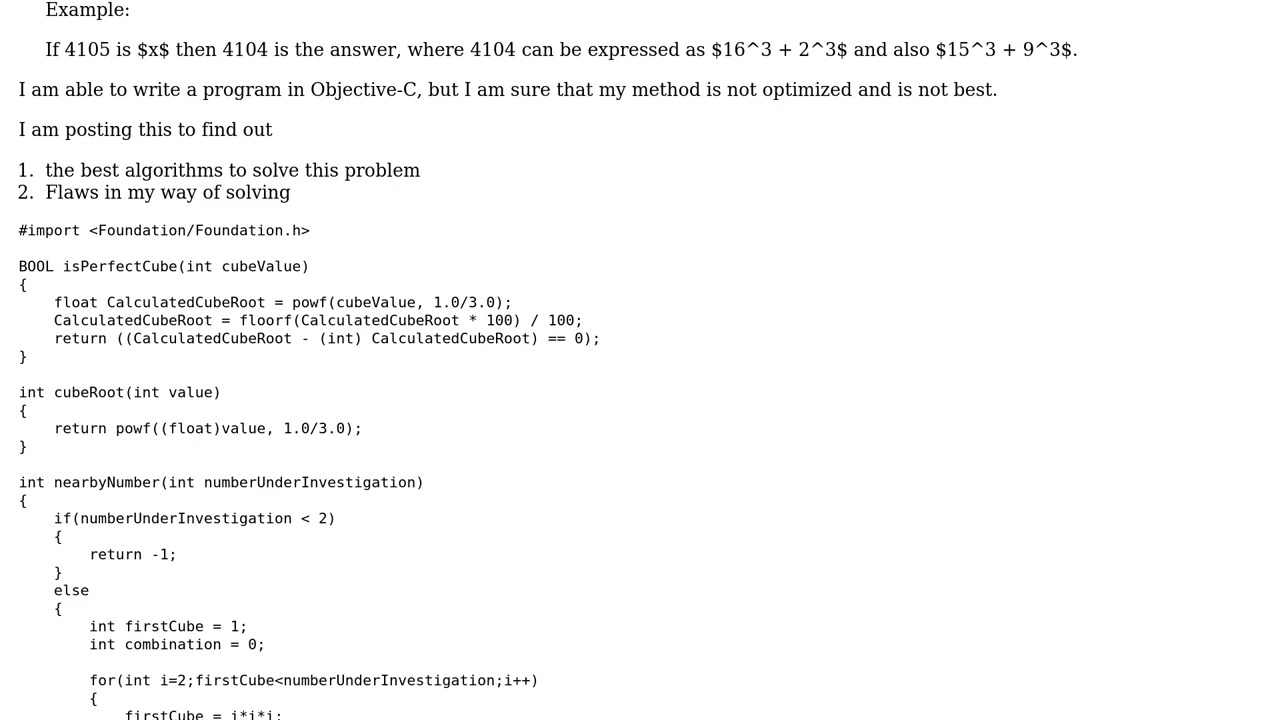 Example:
If 4105 is $x$ then 4104 is the answer, where 4104 can be expressed as $16^3 + 2^3$ and also $15^3 + 9^3$.
I am able to write a program in Objective-C, but I am sure that my method is not optimized and is not best.
I am posting this to find out
1. the best algorithms to solve this problem
2. Flaws in my way of solving
#import <Foundation/Foundation.h>
BOOL isPerfectCube(int cubeValue)
{
    float CalculatedCubeRoot = powf(cubeValue, 1.0/3.0);
    CalculatedCubeRoot = floorf(CalculatedCubeRoot * 100) / 100;
    return ((CalculatedCubeRoot - (int) CalculatedCubeRoot) == 0);
}
int cubeRoot(int value)
{
    return powf((float)value, 1.0/3.0);
}
int nearbyNumber(int numberUnderInvestigation)
{
    if(numberUnderInvestigation < 2)
    {
        return -1;
    }
    else
    {
        int firstCube = 1;
        int combination = 0;
        for(int i=2;firstCube<numberUnderInvestigation;i++)
        {
            firstCube = i*i*i;